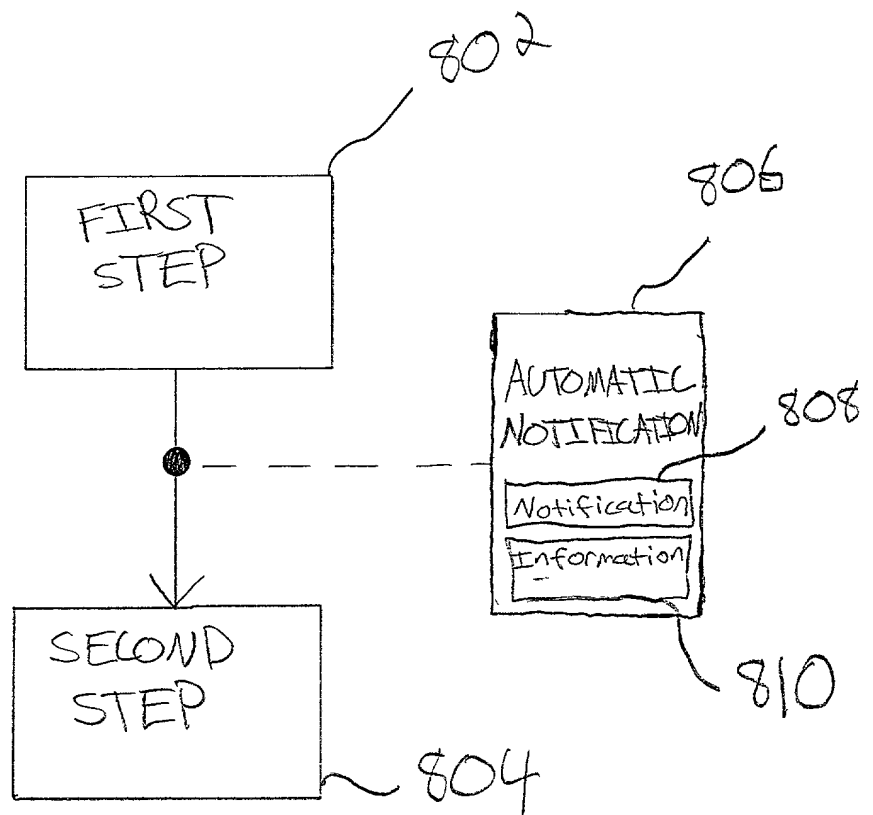 802
FIRST
STEP
806
AUTOMATIC
NOTIFICATION
808
Notification
Information
810
SECOND
STEP
804